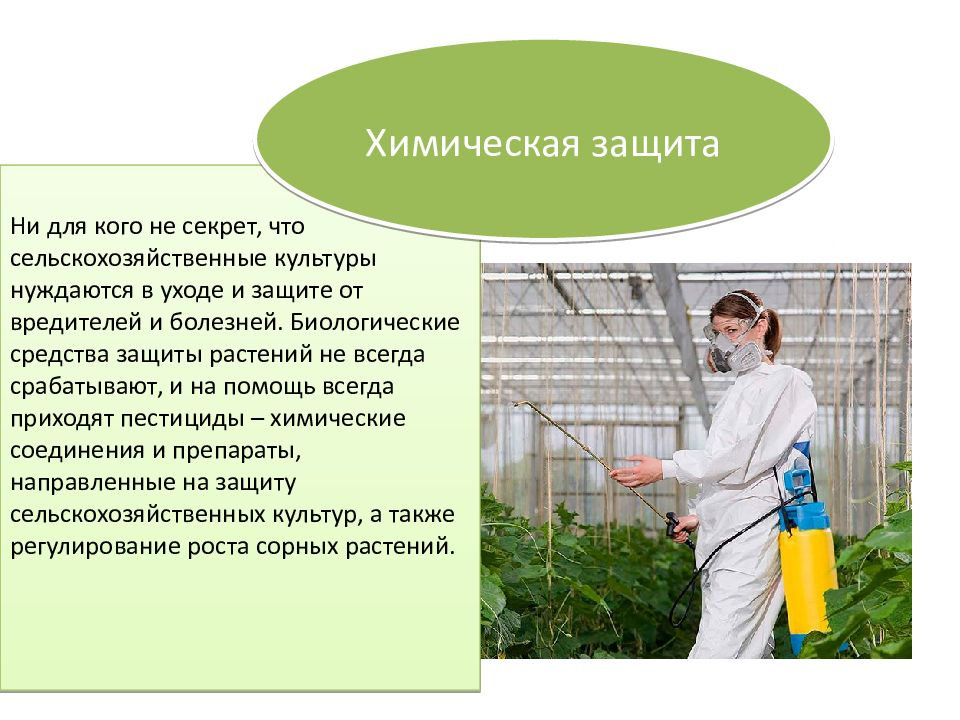 Химическая защита
Ни для кого не секрет, что
сельскохозяйственные культуры
нуждаются в уходе и защите от
вредителей и болезней. Биологические
средства защиты растений не всегда
срабатывают, и на помощь всегда
приходят пестициды – химические
соединения и препараты,
направленные на защиту
сельскохозяйственных культур, а также
регулирование роста сорных растений.